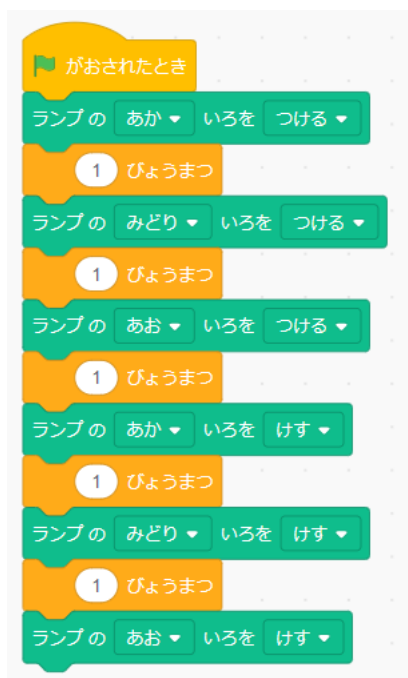 がおされたとき
ランプの あか いろを つける
1 びょうまつ
ランプの みどり いろを つける
1 びょうまつ
ランプの あお いろを つける
1 びょうまつ
ランプの あか いろを けす
1 びょうまつ
ランプの みどり いろを けす
1 びょうまつ
ランプの あお いろを けす